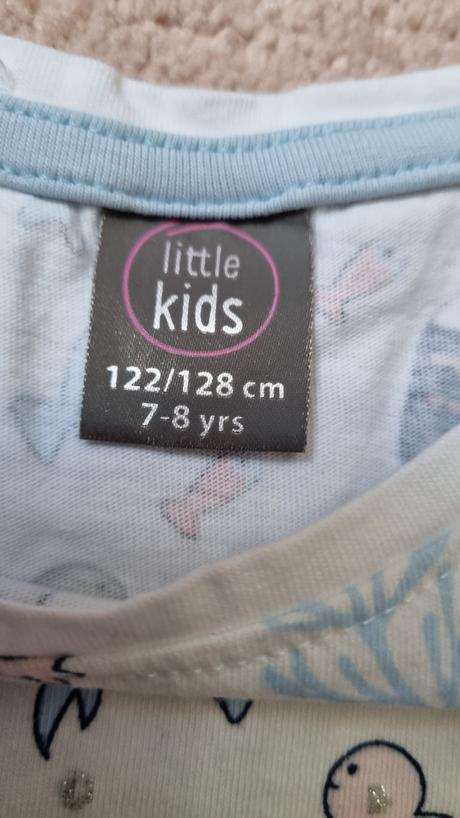 little
kids
122/128 cm
7-8 yrs